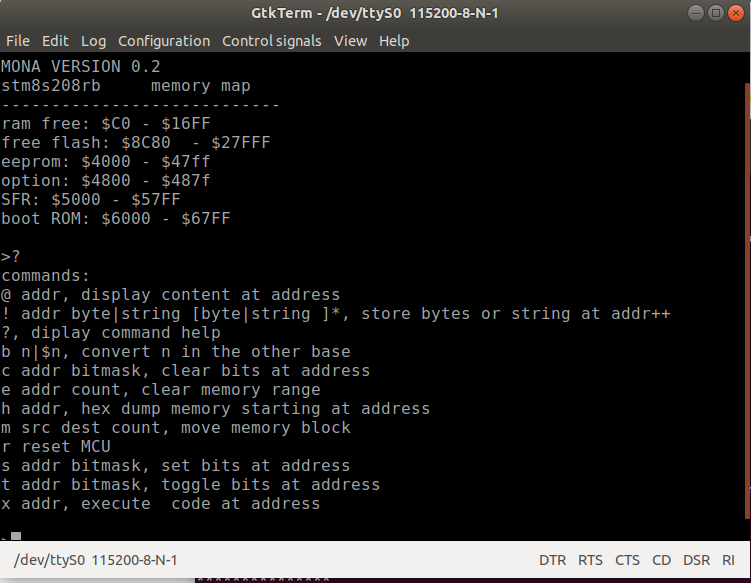 GtkTerm - /dev/ttyS0 115200-8-N-1
File Edit Log Configuration Control signals View Help
MONA VERSION 0.2
stm8s208rb     memory map
----------------------------
ram free: $C0 - $16FF
free flash: $8C80  - $27FFF
eeprom: $4000 - $47ff
option: $4800 - $487f
SFR: $5000 - $57FF
boot ROM: $6000 - $67FF
>?
commands:
@ addr, display content at address
! addr byte|string [byte|string ]*, store bytes or string at addr++
?, diplay command help
b n|$n, convert n in the other base
c addr bitmask, clear bits at address
e addr count, clear memory range
h addr, hex dump memory starting at address
m src dest count, move memory block
r reset MCU
s addr bitmask, set bits at address
t addr bitmask, toggle bits at address
x addr, execute  code at address
/dev/ttyS0 115200-8-N-1 DTR RTS CTS CD DSR RI